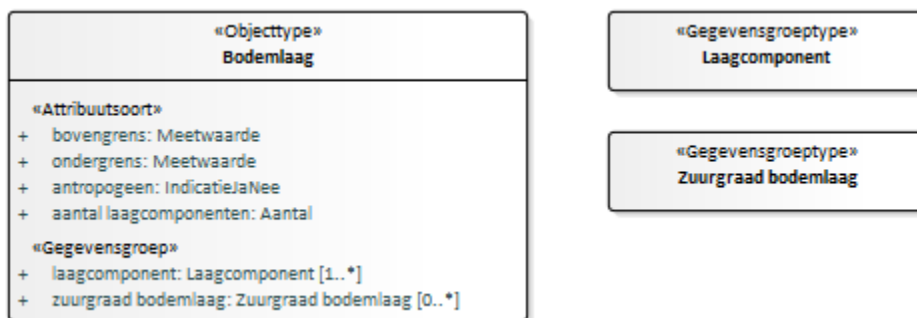 «Objecttype»
Bodemlaag
«Attribuutsoort»
+ bovengrens: Meetwaarde
+ ondergrens: Meetwaarde
+ antropogeen: IndicatieJaNee
+ aantal laagcomponenten: Aantal
«Gegevensgroep»
+ laagcomponent: Laagcomponent [1..*]
+ zuurgraad bodemlaag: Zuurgraad bodemlaag [0..*]
«Gegevensgroeptype»
Laagcomponent
«Gegevensgroeptype»
Zuurgraad bodemlaag